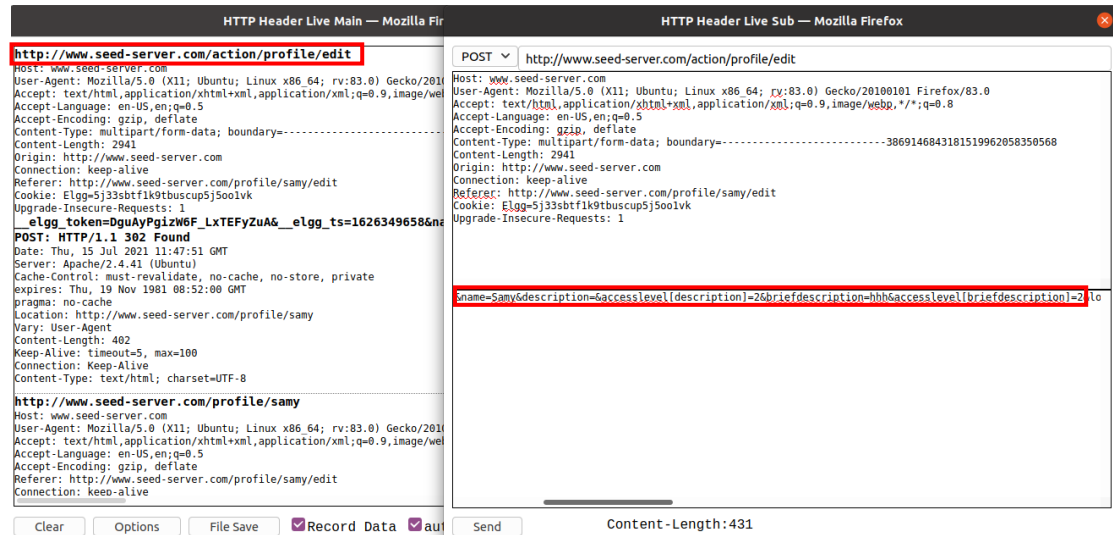 HTTP Header Live Main — Mozilla Fir
http://www.seed-server.com/action/profile/edit
Host: www.seed-server.com
User-Agent: Mozilla/5.0 (X11; Ubuntu; Linux x86_64; rv:83.0) Gecko/2010
Accept: text/html,application/xhtml+xml,application/xml;q=0.9,image/we
Accept-Language: en-US,en;q=0.5
Accept-Encoding: gzip, deflate
Content-Type: multipart/form-data; boundary=---------------------------
Content-Length: 2941
Origin: http://www.seed-server.com
Connection: keep-alive
Referer: http://www.seed-server.com/profile/samy/edit
Cookie: Elgg=5j33sbtf1k9tbuscup5j5oo1vk
Upgrade-Insecure-Requests: 1
__elgg_token=DguAyPgizW6F_LxTEFyZuA&__elgg_ts=1626349658&na
POST: HTTP/1.1 302 Found
Date: Thu, 15 Jul 2021 11:47:51 GMT
Server: Apache/2.4.41 (Ubuntu)
Cache-Control: must-revalidate, no-cache, no-store, private
expires: Thu, 19 Nov 1981 08:52:00 GMT
pragma: no-cache
Location: http://www.seed-server.com/profile/samy
Vary: User-Agent
Content-Length: 402
Keep-Alive: timeout=5, max=100
Connection: Keep-Alive
Content-Type: text/html; charset=UTF-8
http://www.seed-server.com/profile/samy
Host: www.seed-server.com
User-Agent: Mozilla/5.0 (X11; Ubuntu; Linux x86_64; rv:83.0) Gecko/2010
Accept: text/html,application/xhtml+xml,application/xml;q=0.9,image/we
Accept-Language: en-US,en;q=0.5
Accept-Encoding: gzip, deflate
Referer: http://www.seed-server.com/profile/samy/edit
Connection: keep-alive
Clear Options File Save Record Data aut
HTTP Header Live Sub — Mozilla Firefox
POST http://www.seed-server.com/action/profile/edit
Host: www.seed-server.com
User-Agent: Mozilla/5.0 (X11; Ubuntu; Linux x86_64; rv:83.0) Gecko/20100101 Firefox/83.0
Accept: text/html,application/xhtml+xml,application/xml;q=0.9,image/webp,*/*;q=0.8
Accept-Language: en-US,en;q=0.5
Accept-Encoding: gzip, deflate
Content-Type: multipart/form-data; boundary=---------------------------38691468431815199620583505​68
Content-Length: 2941
Origin: http://www.seed-server.com
Connection: keep-alive
Referer: http://www.seed-server.com/profile/samy/edit
Cookie: Elgg=5j33sbtf1k9tbuscup5j5oo1vk
Upgrade-Insecure-Requests: 1
&name=Samy&description=&accesslevel[description]=2&briefdescription=hhh&accesslevel[briefdescription]=2&lo
Send Content-Length:431